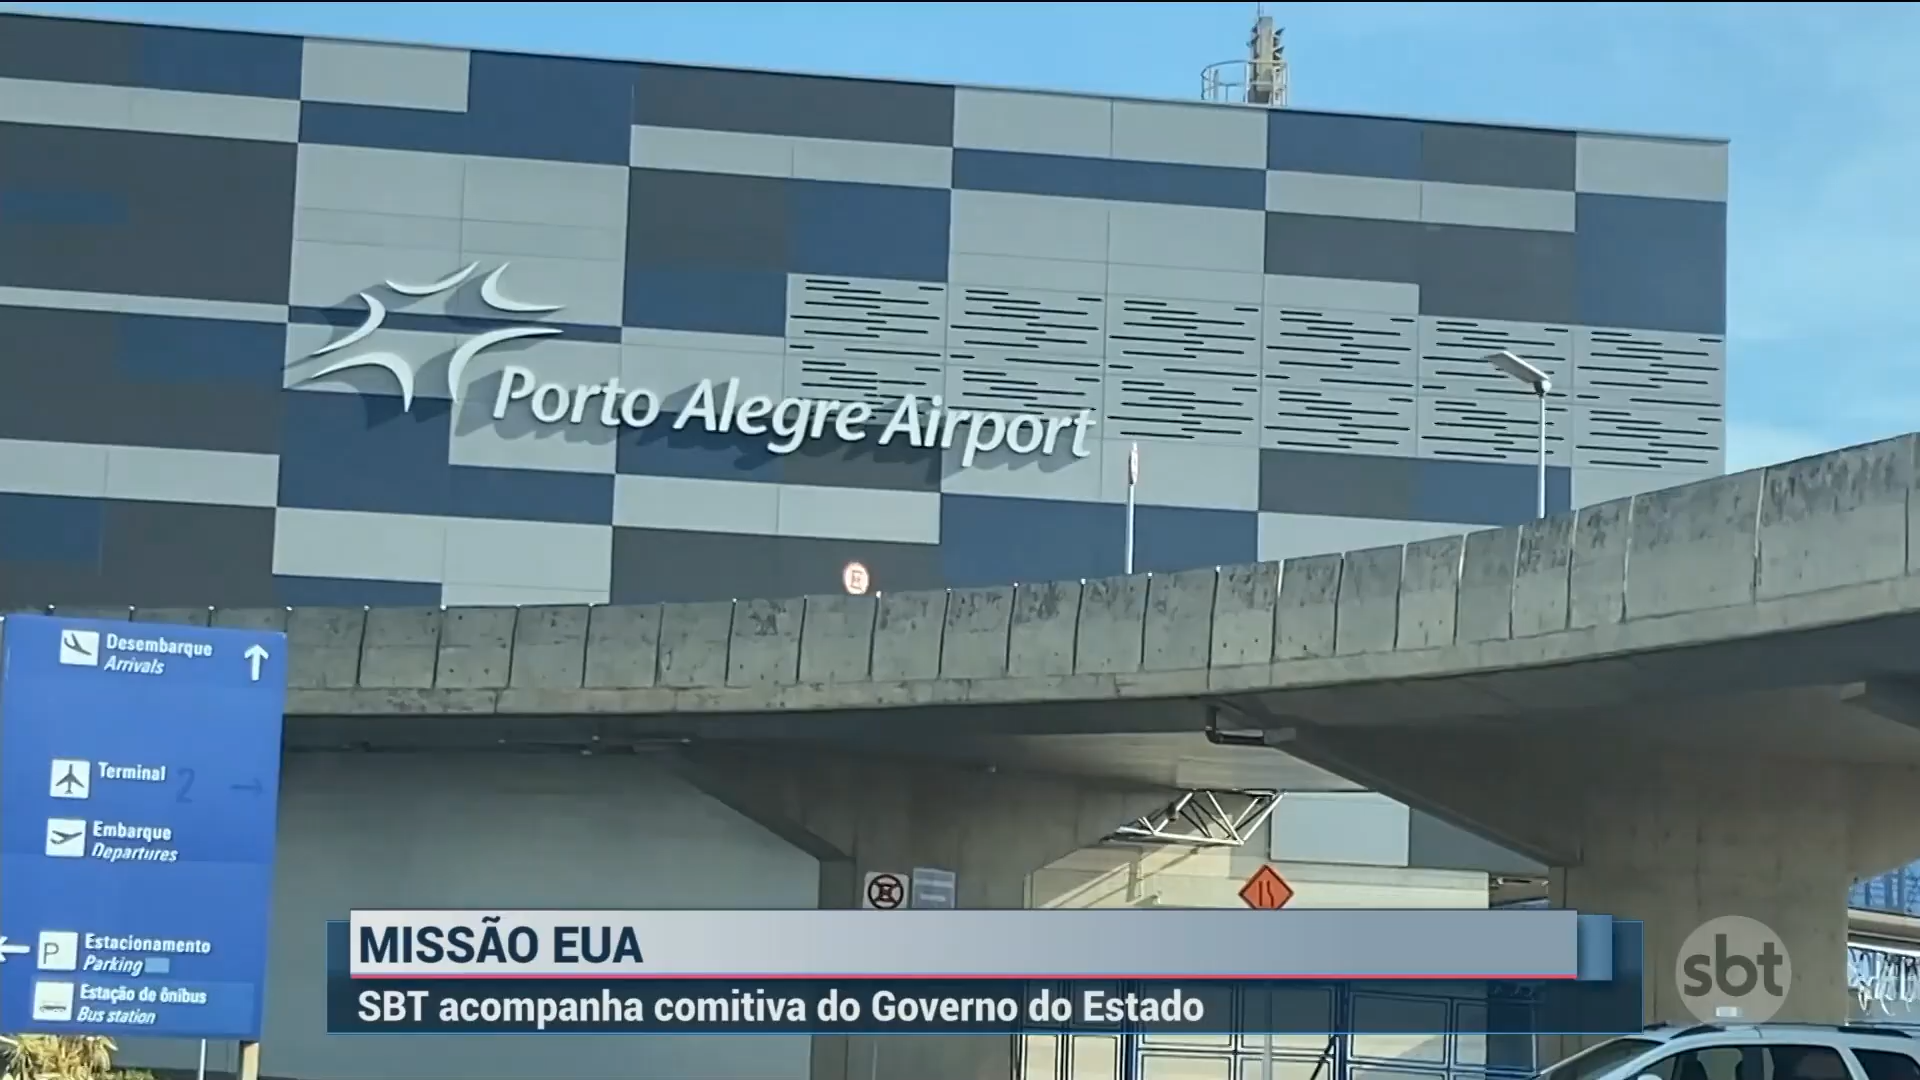 Porto Alegre Airport
E
Desembarque
Arrivals
Terminal 2
Embarque
Departures
P
Estacionamento
Parking
Estação de ônibus
Bus station
E
MISSÃO EUA
SBT acompanha comitiva do Governo do Estado
sbt